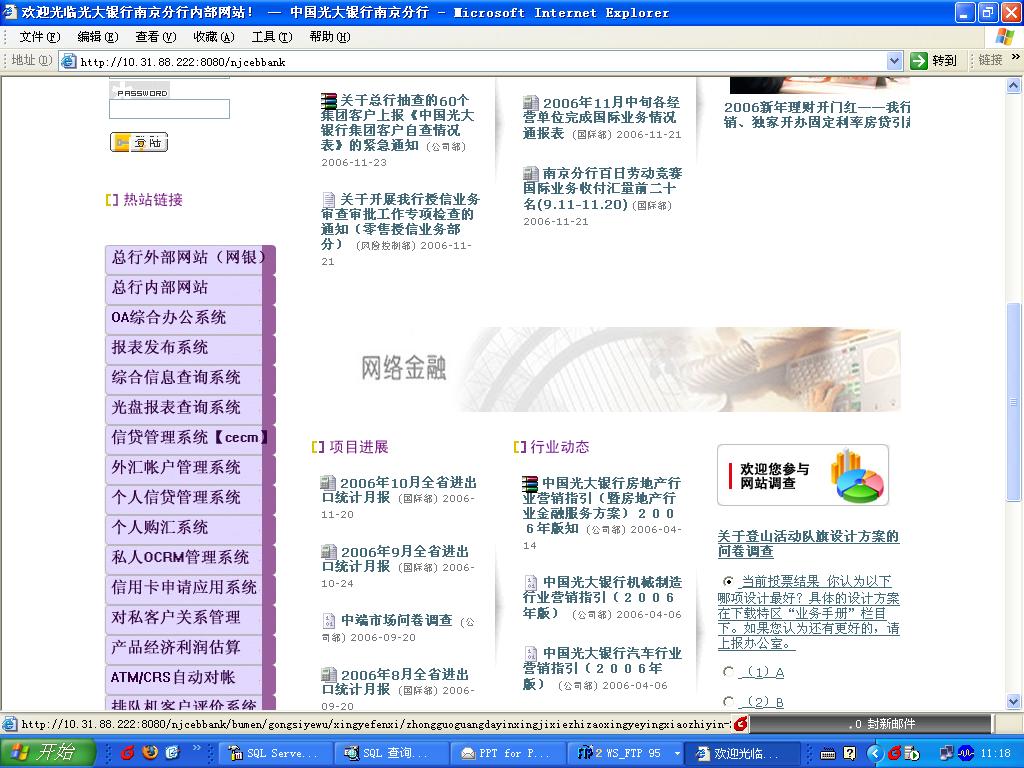 欢迎光临光大银行南京分行内部网站！ — 中国光大银行南京分行 - Microsoft Internet Explorer
文件(F) 编辑(E) 查看(V) 收藏(A) 工具(T) 帮助(H)
地址(D) http://10.31.88.222:8080/njcebbank 转到 链接 »
PASSWORD
登陆
[] 热站链接
总行外部网站（网银）
总行内部网站
OA综合办公系统
报表发布系统
综合信息查询系统
光盘报表查询系统
信贷管理系统【cecm】
外汇帐户管理系统
个人信贷管理系统
个人购汇系统
私人OCRM管理系统
信用卡申请应用系统
对私客户关系管理
产品经济利润估算
ATM/CRS自动对帐
排队机客户评价系统
关于总行抽查的60个
集团客户上报《中国光大
银行集团客户自查情况
表》的紧急通知（公司部）
2006-11-23
关于开展我行授信业务
审查审批工作专项检查的
通知（零售授信业务部
分）（风险控制部）2006-11-
21
2006年11月中旬各经
营单位完成国际业务情况
通报表（国际部）2006-11-21
南京分行百日劳动竞赛
国际业务收付汇量前二十
名(9.11-11.20)（国际部）
2006-11-21
2006新年理财开门红——我行
销、独家开办固定利率房贷引
网络金融
[] 项目进展
2006年10月全省进出
口统计月报（国际部）2006-
11-20
2006年9月全省进出
口统计月报（国际部）2006-
10-24
中端市场问卷调查（公
司部）2006-09-20
2006年8月全省进出
口统计月报（国际部）2006-
09-20
[] 行业动态
中国光大银行房地产行
业营销指引（暨房地产行
业金融服务方案）２００
６年版知（公司部）2006-04-
14
中国光大银行机械制造
行业营销指引（２００６
年版）（公司部）2006-04-06
中国光大银行汽车行业
营销指引（２００６年
版）（公司部）2006-04-06
欢迎您参与
网站调查
关于登山活动队旗设计方案的
问卷调查
当前投票结果 你认为以下
哪项设计最好？具体的设计方案
在下载特区“业务手册”栏目
下。如果您认为还有更好的，请
上报办公室。
（1）A
（2）B
http://10.31.88.222:8080/njcebbank/bumen/gongsiyewu/xingyefenxi/zhongguoguangdayinxingjixiezhizaoxingyeyingxiaozhiyin-
.0 封新邮件
开始 » SQL Serve... SQL 查询... PPT for P... 2 WS_FTP 95 欢迎光临... 11:18